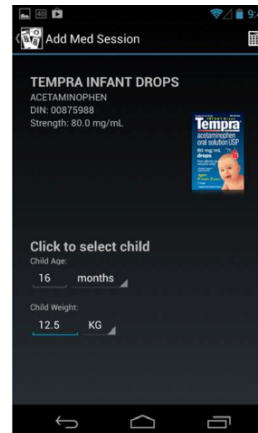 9:4
Add Med Session
TEMPRA INFANT DROPS
ACETAMINOPHEN
DIN: 00875988
Strength: 80.0 mg/mL
Tempra
acetaminophen
oral solution USP
80 mg/mL
drops
Click to select child
Child Age:
16 months
Child Weight:
12.5 KG